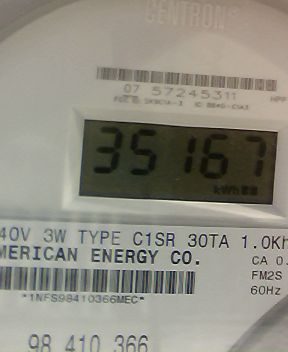 CENTRON®
07 57245311
35167
kWh
40V 3W TYPE C1SR 30TA 1.0Kh
MERICAN ENERGY CO.
CA 0.
FM2S
*1NFS98410366MEC*
60Hz
98 410 366